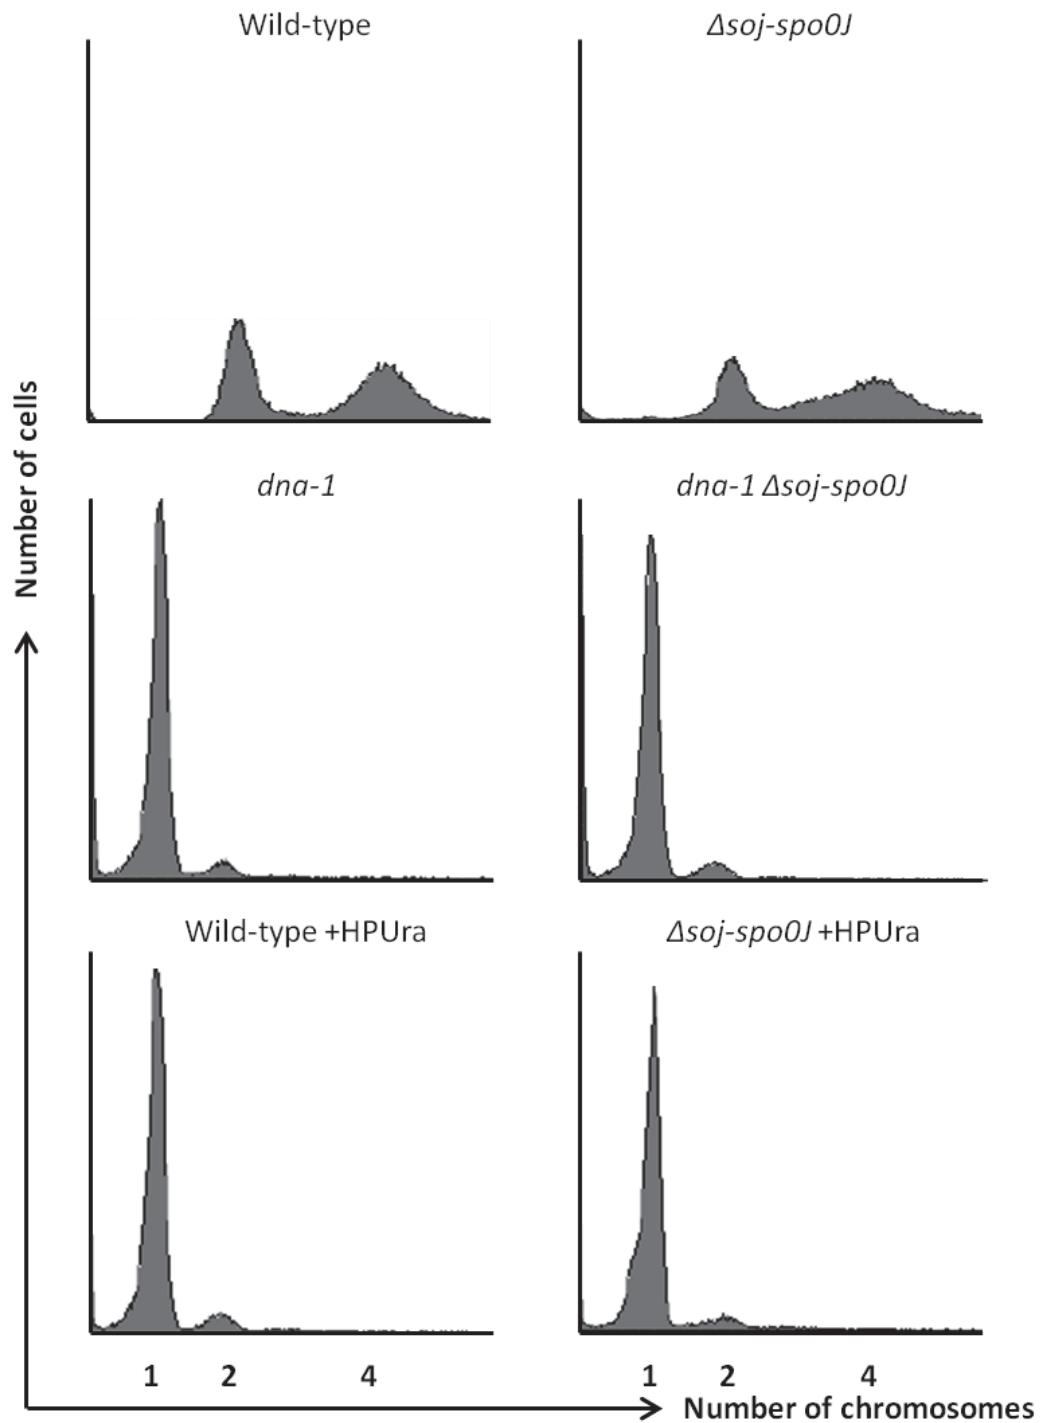 Wild-type
Δsoj-spo0J
dna-1
dna-1 Δsoj-spo0J
Wild-type +HPUra
Δsoj-spo0J +HPUra
Number of cells
1 2 4
1 2 4
Number of chromosomes